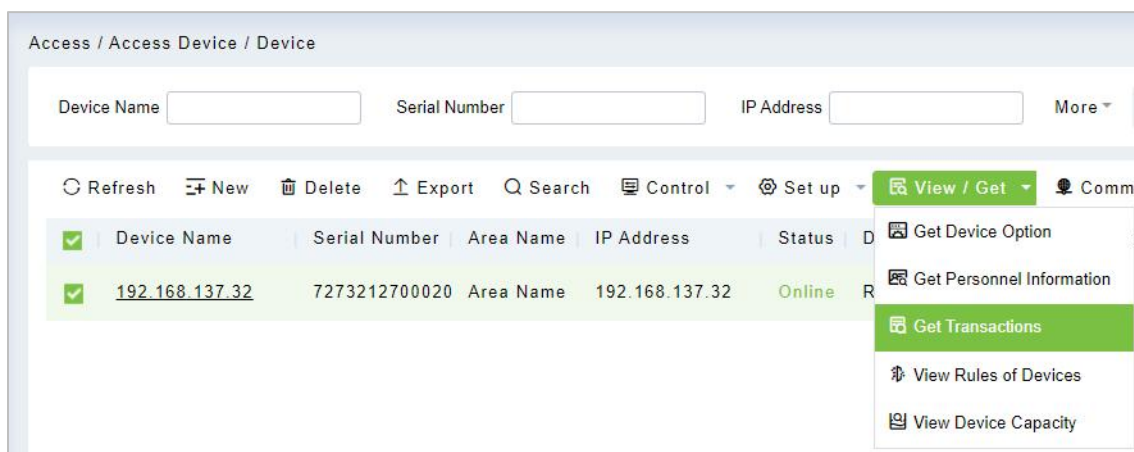 Access / Access Device / Device
Device Name Serial Number IP Address More
Refresh New Delete Export Search Control Set up View / Get Comm
Device Name Serial Number Area Name IP Address Status D
Get Device Option
192.168.137.32 7273212700020 Area Name 192.168.137.32 Online R
Get Personnel Information
Get Transactions
View Rules of Devices
View Device Capacity